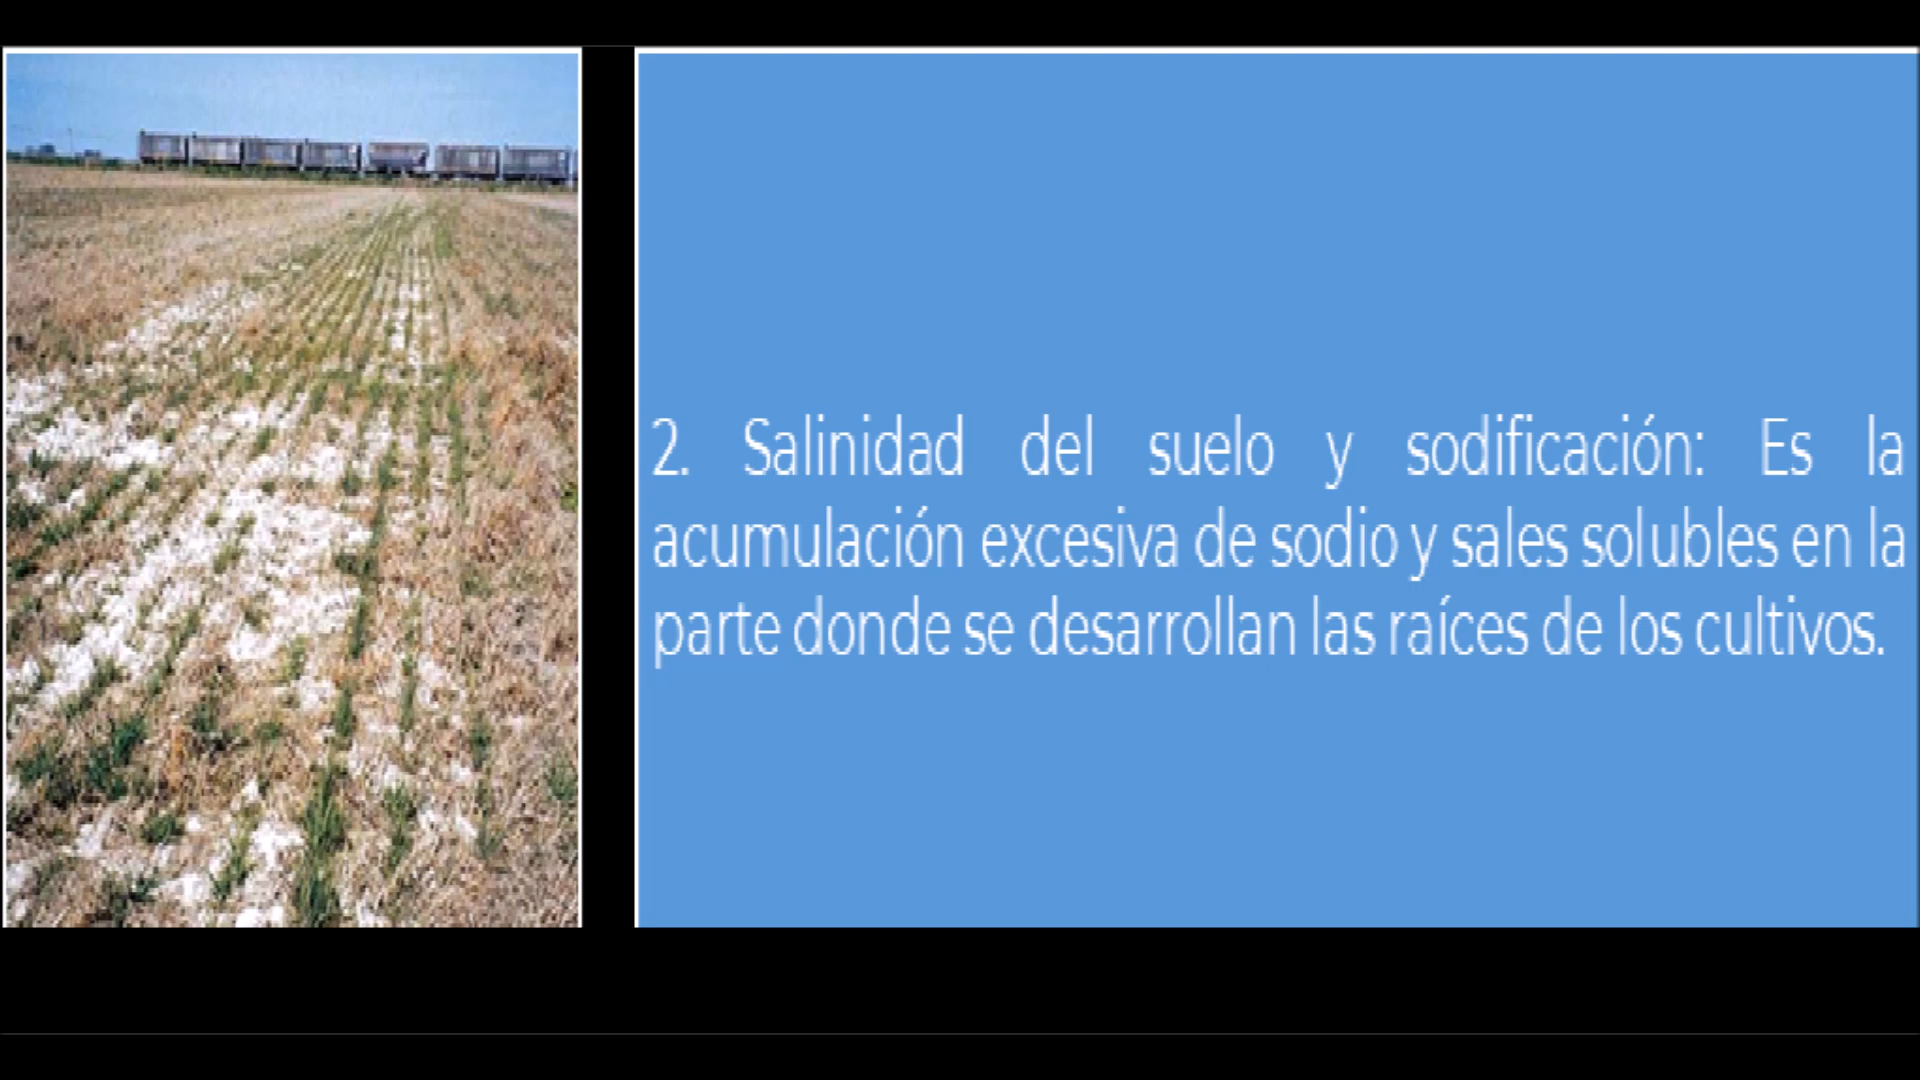 2. Salinidad del suelo y sodificación: Es la
acumulación excesiva de sodio y sales solubles en la
parte donde se desarrollan las raíces de los cultivos.